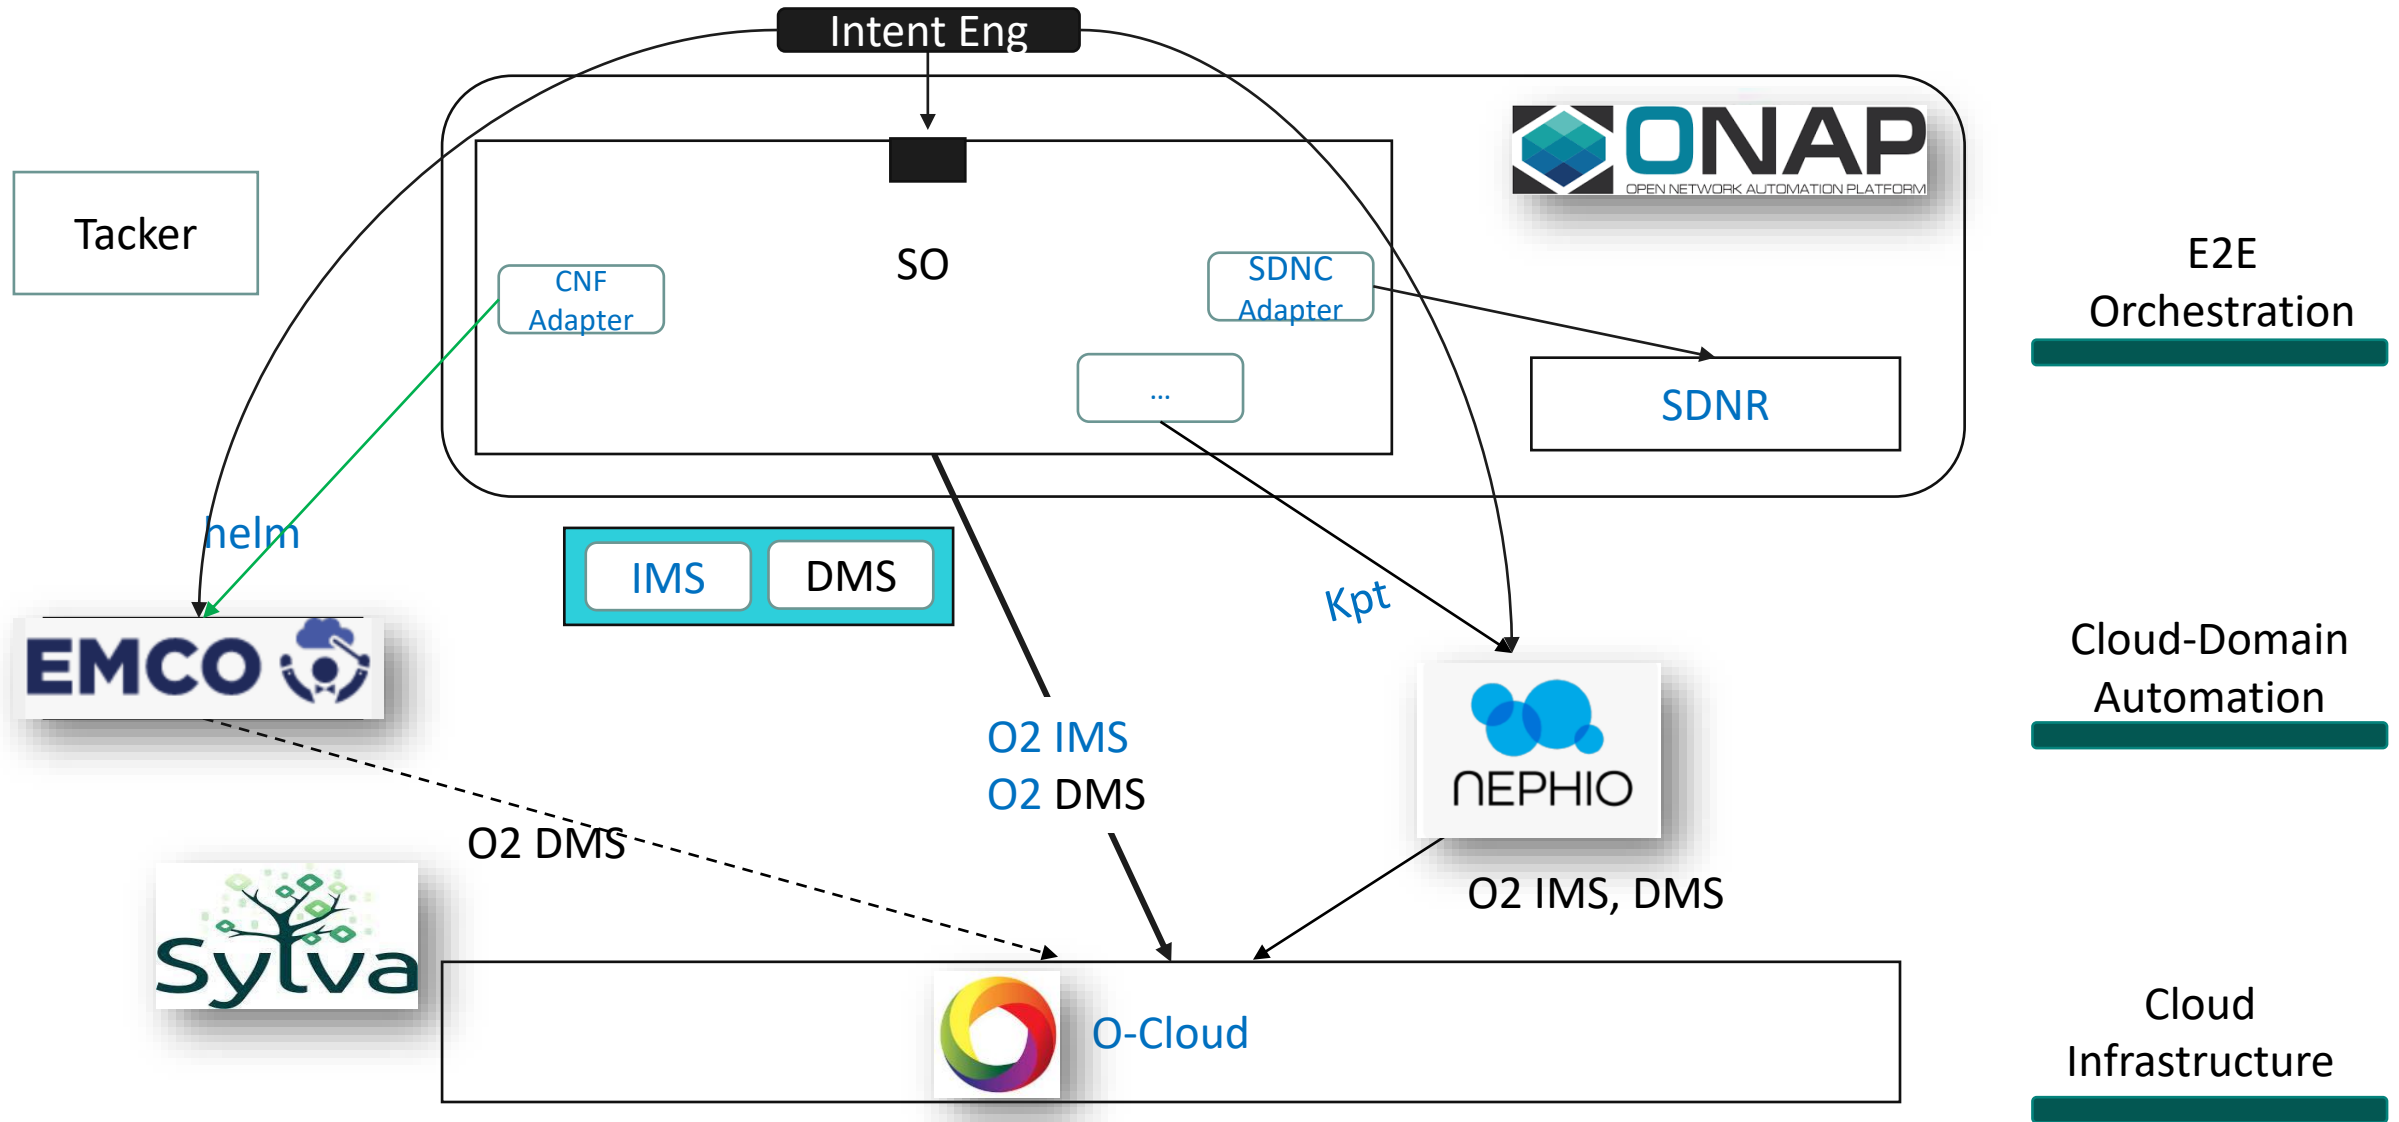 Intent Eng
ONAP
OPEN NETWORK AUTOMATION PLATFORM
Tacker
SO
CNF
Adapter
SDNC
Adapter
...
SDNR
E2E
Orchestration
helm
IMS
DMS
Kpt
EMCO
O2 IMS
O2 DMS
NEPHIO
Cloud-Domain
Automation
O2 DMS
O2 IMS, DMS
Sylva
O-Cloud
Cloud
Infrastructure